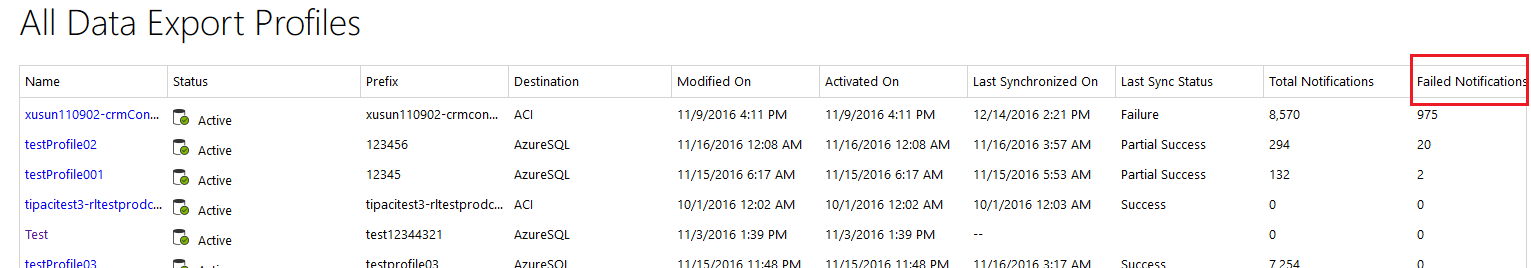 All Data Export Profiles
Name Status Prefix Destination Modified On Activated On Last Synchronized On Last Sync Status Total Notifications Failed Notifications
xusun110902-crmCon... Active xusun110902-crmcon... ACI 11/9/2016 4:11 PM 11/9/2016 4:11 PM 12/14/2016 2:21 PM Failure 8,570 975
testProfile02 Active 123456 AzureSQL 11/16/2016 12:08 AM 11/16/2016 12:08 AM 11/16/2016 3:57 AM Partial Success 294 20
testProfile001 Active 12345 AzureSQL 11/15/2016 6:17 AM 11/15/2016 6:17 AM 11/15/2016 5:53 AM Partial Success 132 2
tipacitest3-rltestprodc... Active tipacitest3-rltestprodc... ACI 10/1/2016 12:02 AM 10/1/2016 12:02 AM 10/1/2016 12:03 AM Success 0 0
Test Active test12344321 AzureSQL 11/3/2016 1:39 PM 11/3/2016 1:39 PM -- 0 0
testProfile03 Active testprofile03 AzureSQL 11/15/2016 11:48 PM 11/15/2016 11:48 PM 11/16/2016 3:17 AM Success 7,254 0